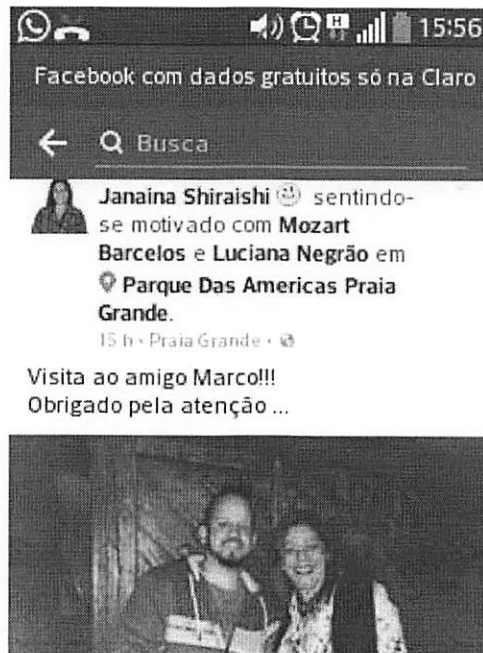 15:56
Facebook com dados gratuitos só na Claro
Busca
Janaina Shiraishi sentindo-
se motivado com Mozart
Barcelos e Luciana Negrão em
Parque Das Americas Praia
Grande.
15 h · Praia Grande ·
Visita ao amigo Marco!!!
Obrigado pela atenção ...